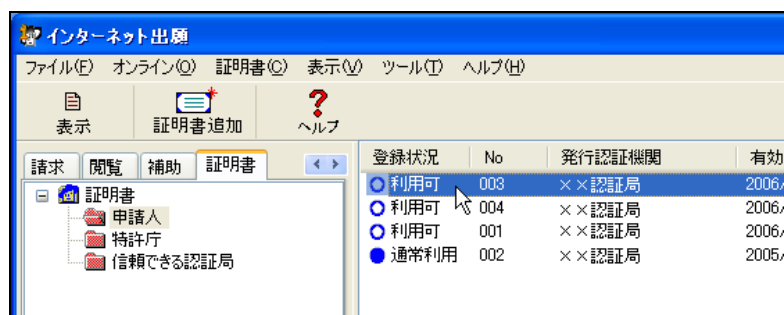 インターネット出願
ファイル(F) オンライン(O) 証明書(C) 表示(V) ツール(T) ヘルプ(H)
表示 証明書追加 ヘルプ
請求 閲覧 補助 証明書
証明書
申請人
特許庁
信頼できる認証局
登録状況 No 発行認証機関 有効
利用可 003 ××認証局 2006/
利用可 004 ××認証局 2006/
利用可 001 ××認証局 2006/
通常利用 002 ××認証局 2005/